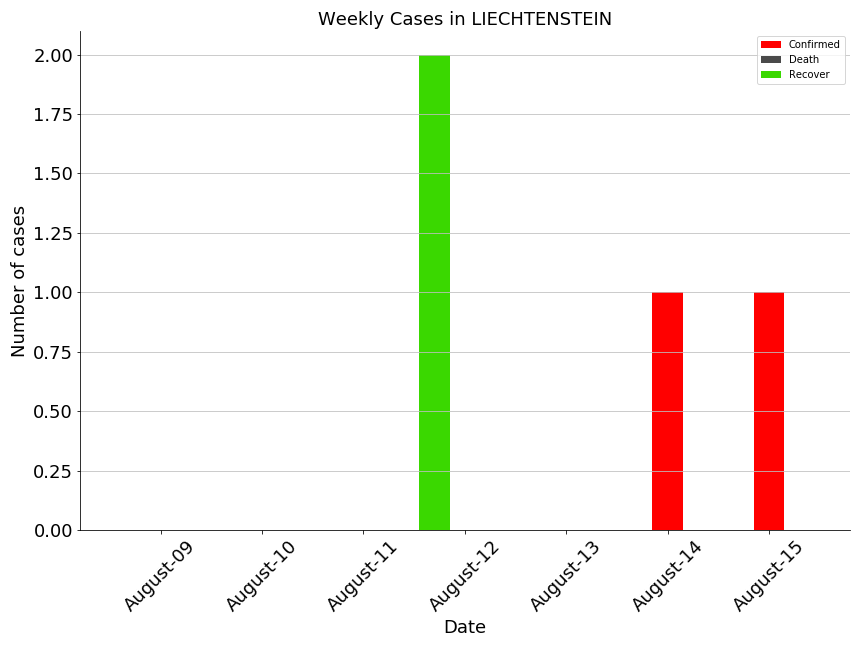 Weekly Cases in LIECHTENSTEIN
Confirmed
Death
Recover
Number of cases
2.00
1.75
1.50
1.25
1.00
0.75
0.50
0.25
0.00
August-09
August-10
August-11
August-12
August-13
August-14
August-15
Date